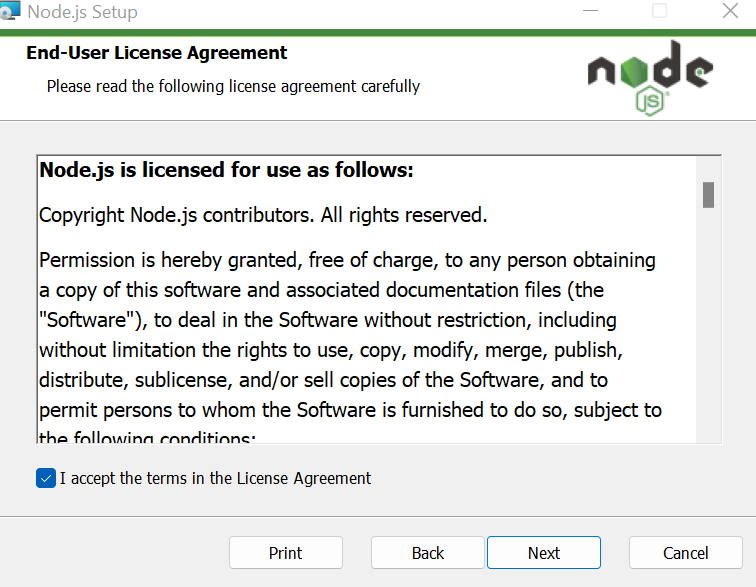 Node.js Setup
End-User License Agreement
Please read the following license agreement carefully
node
JS
Node.js is licensed for use as follows:
Copyright Node.js contributors. All rights reserved.
Permission is hereby granted, free of charge, to any person obtaining
a copy of this software and associated documentation files (the
"Software"), to deal in the Software without restriction, including
without limitation the rights to use, copy, modify, merge, publish,
distribute, sublicense, and/or sell copies of the Software, and to
permit persons to whom the Software is furnished to do so, subject to
the following conditions:
I accept the terms in the License Agreement
Print
Back
Next
Cancel